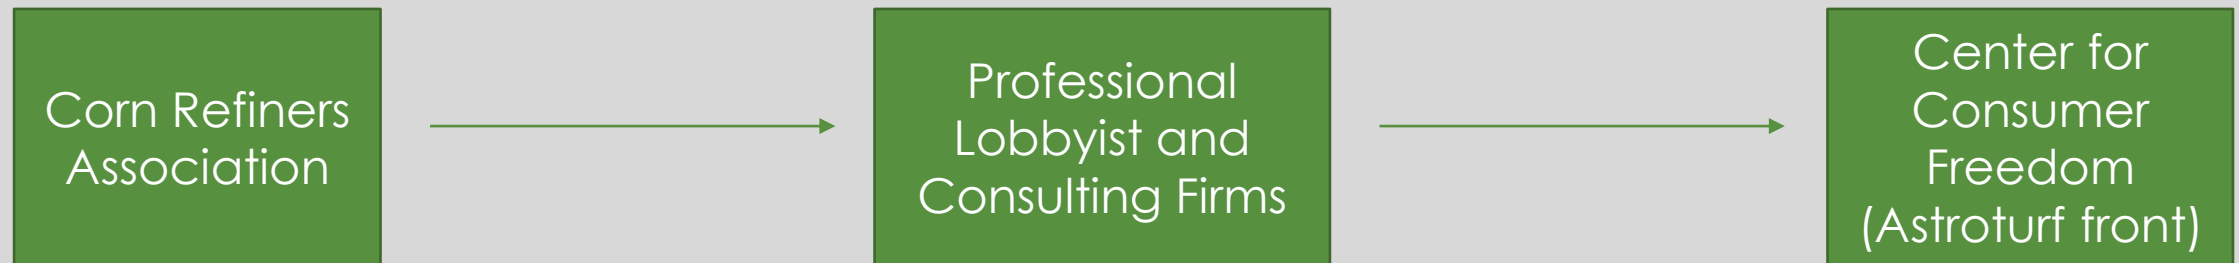 Corn Refiners
Association
Professional
Lobbyist and
Consulting Firms
Center for
Consumer
Freedom
(Astroturf front)